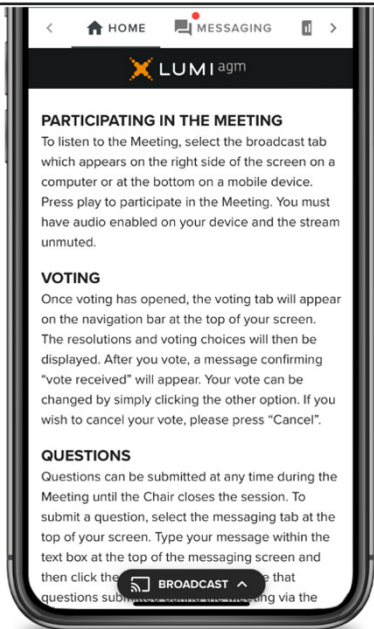 HOME MESSAGING
LUMI agm
PARTICIPATING IN THE MEETING
To listen to the Meeting, select the broadcast tab
which appears on the right side of the screen on a
computer or at the bottom on a mobile device.
Press play to participate in the Meeting. You must
have audio enabled on your device and the stream
unmuted.
VOTING
Once voting has opened, the voting tab will appear
on the navigation bar at the top of your screen.
The resolutions and voting choices will then be
displayed. After you vote, a message confirming
“vote received” will appear. Your vote can be
changed by simply clicking the other option. If you
wish to cancel your vote, please press “Cancel”.
QUESTIONS
Questions can be submitted at any time during the
Meeting until the Chair closes the session. To
submit a question, select the messaging tab at the
top of your screen. Type your message within the
text box at the top of the messaging screen and
then click the that
BROADCAST
questions via the